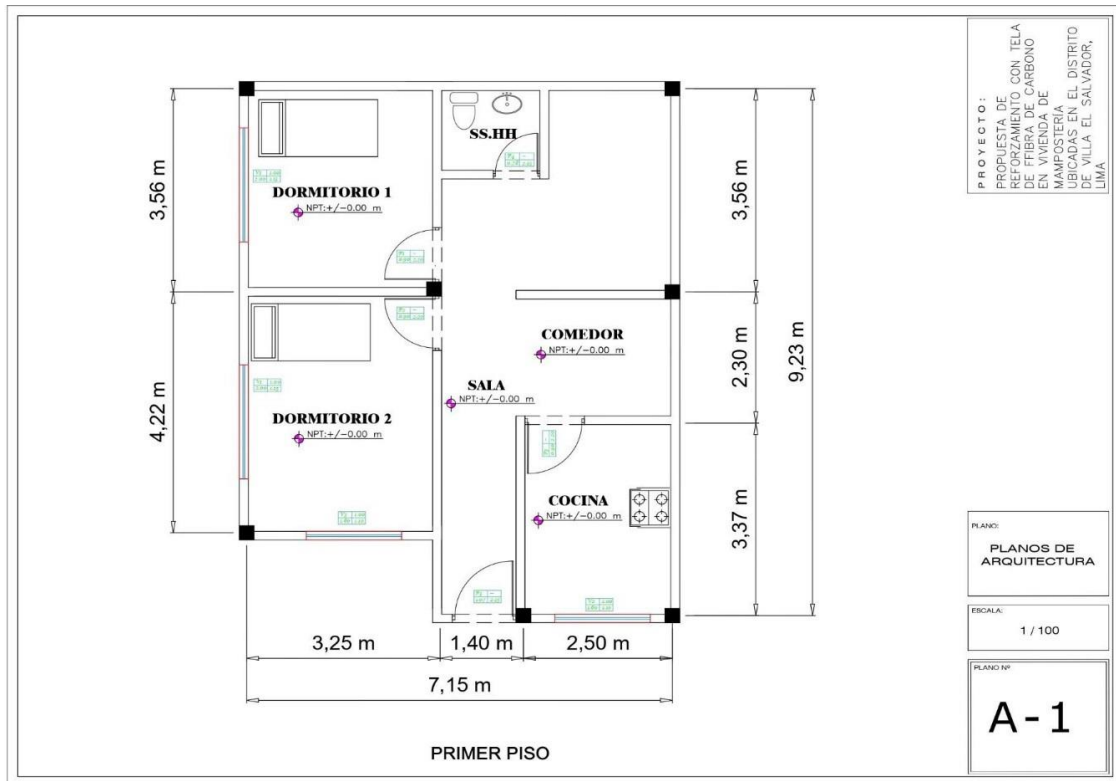 PROYECTO:
PROPUESTA DE
REFORZAMIENTO CON TELA
DE FFIBRA DE CARBONO
EN VIVIENDA DE
MAMPOSTERÍA
UBICADAS EN EL DISTRITO
DE VILLA EL SALVADOR,
LIMA
SS.HH
3,56 m
DORMITORIO 1
NPT:+/-0.00 m
3,56 m
COMEDOR
NPT:+/-0.00 m
2,30 m
9,23 m
SALA
NPT:+/-0.00 m
4,22 m
DORMITORIO 2
NPT:+/-0.00 m
COCINA
NPT:+/-0.00 m
3,37 m
3,25 m
1,40 m
2,50 m
7,15 m
PRIMER PISO
PLANO:
PLANOS DE
ARQUITECTURA
ESCALA:
1 / 100
PLANO Nº
A-1